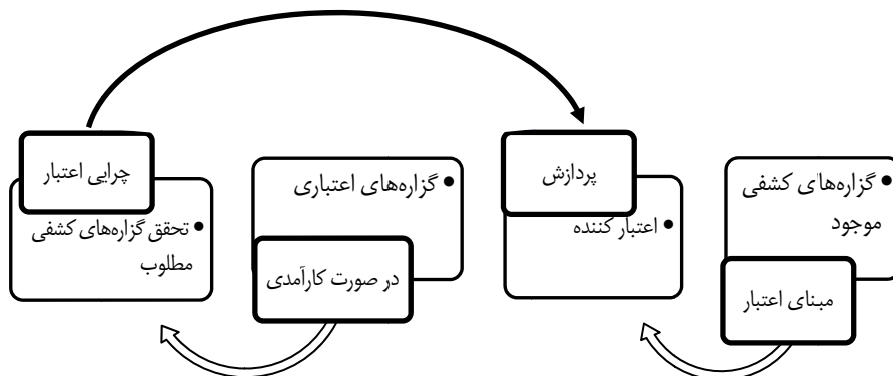 • گزاره‌های کشفی
موجود
مبنای اعتبار
پردازش
• اعتبار کننده
• گزاره‌های اعتباری
در صورت کارآمدی
چرایی اعتبار
• تحقق گزاره‌های کشفی
مطلوب